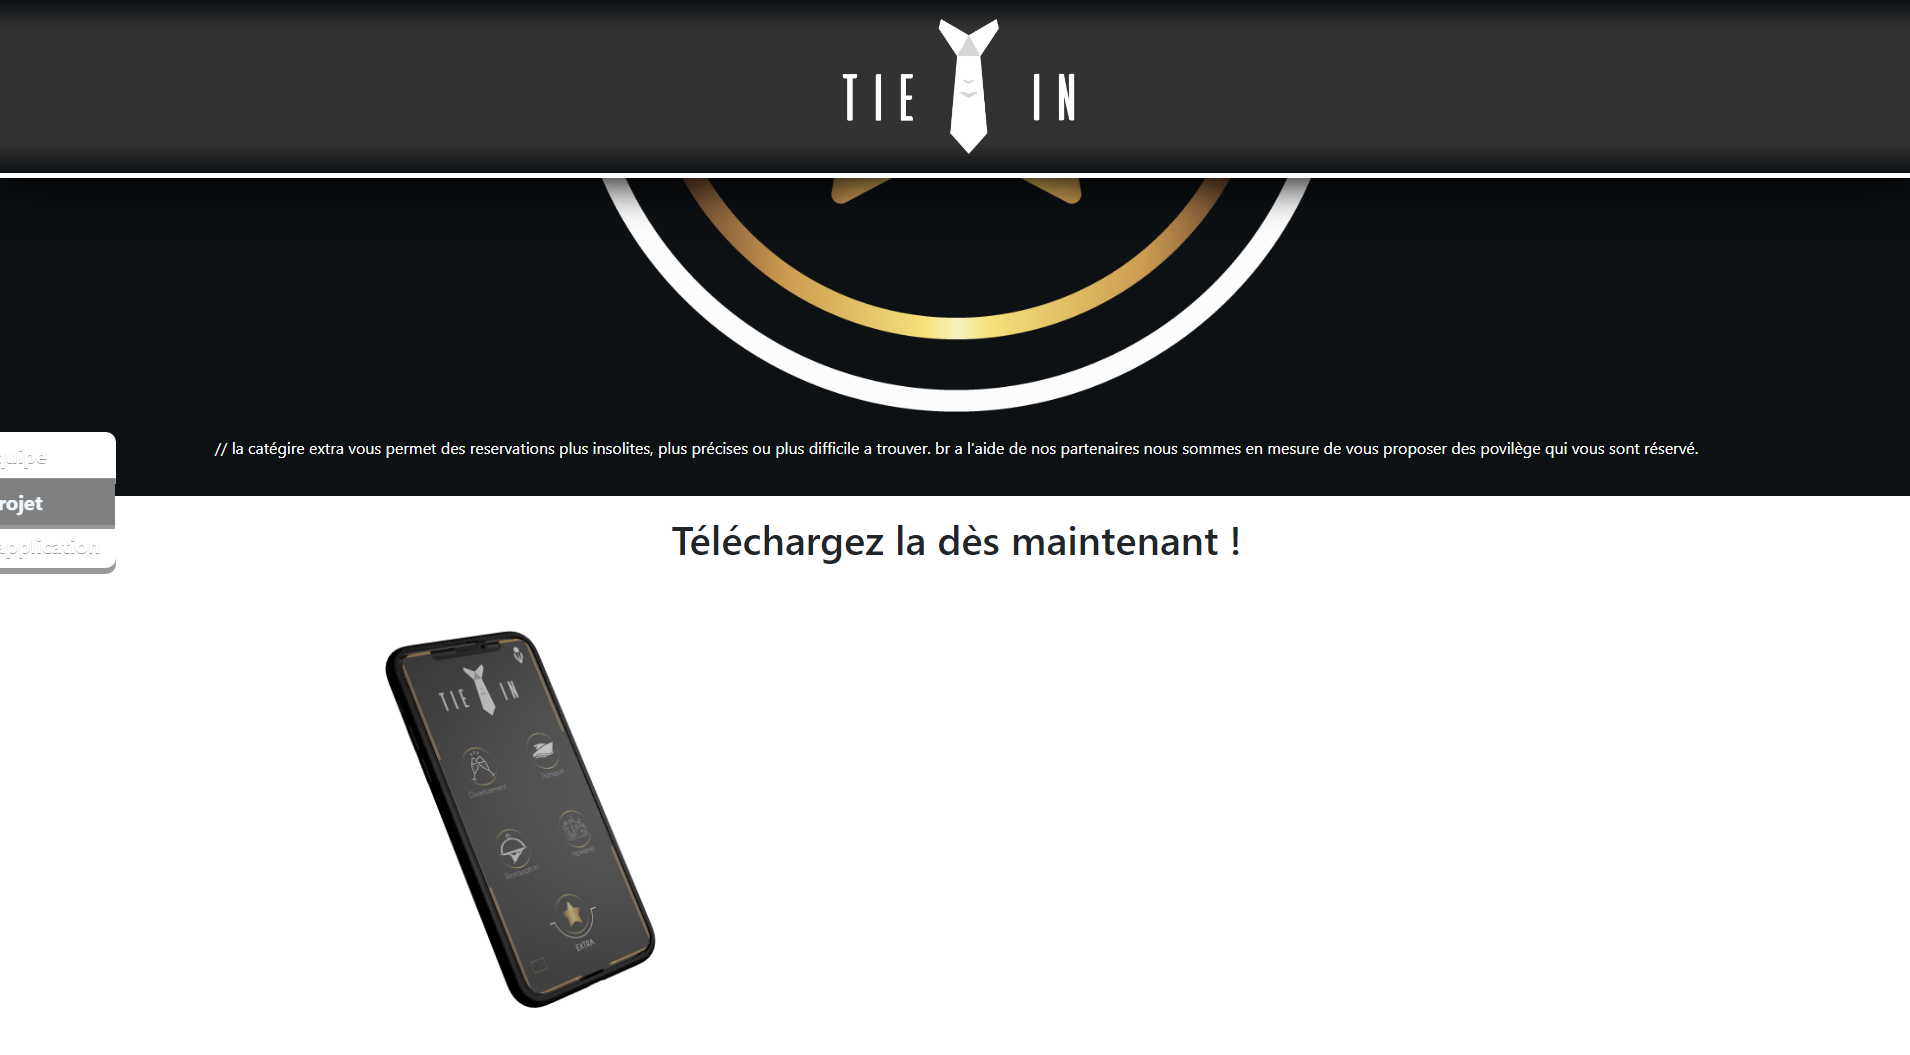 TIE IN
// la catégire extra vous permet des reservations plus insolites, plus précises ou plus difficile a trouver. br a l'aide de nos partenaires nous sommes en mesure de vous proposer des povilège qui vous sont réservé.
quipe
rojet
application
Téléchargez la dès maintenant !
TIE IN
Divertissement
Transport
Restauration
EXTRA